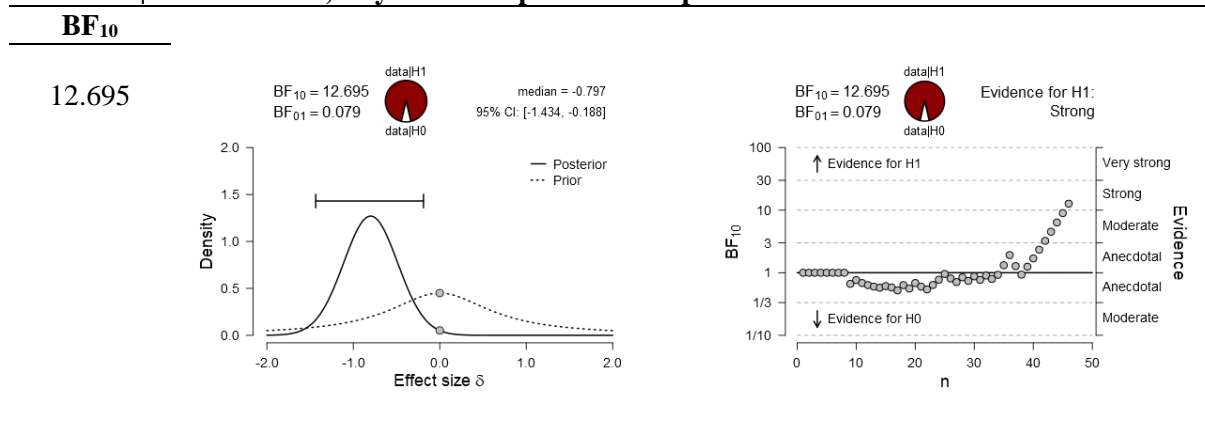 BF10
12.695
data|H1
BF10 = 12.695
BF01 = 0.079
data|H0
median = -0.797
95% CI: [-1.434, -0.188]
Posterior
Prior
Density
2.0
1.5
1.0
0.5
0.0
-2.0 -1.0 0.0 1.0 2.0
Effect size δ
data|H1
BF10 = 12.695
BF01 = 0.079
data|H0
Evidence for H1:
Strong
Evidence for H1
Evidence for H0
BF10
100
30
10
3
1
1/3
1/10
0 10 20 30 40 50
n
Very strong
Strong
Moderate
Anecdotal
Anecdotal
Moderate
Evidence